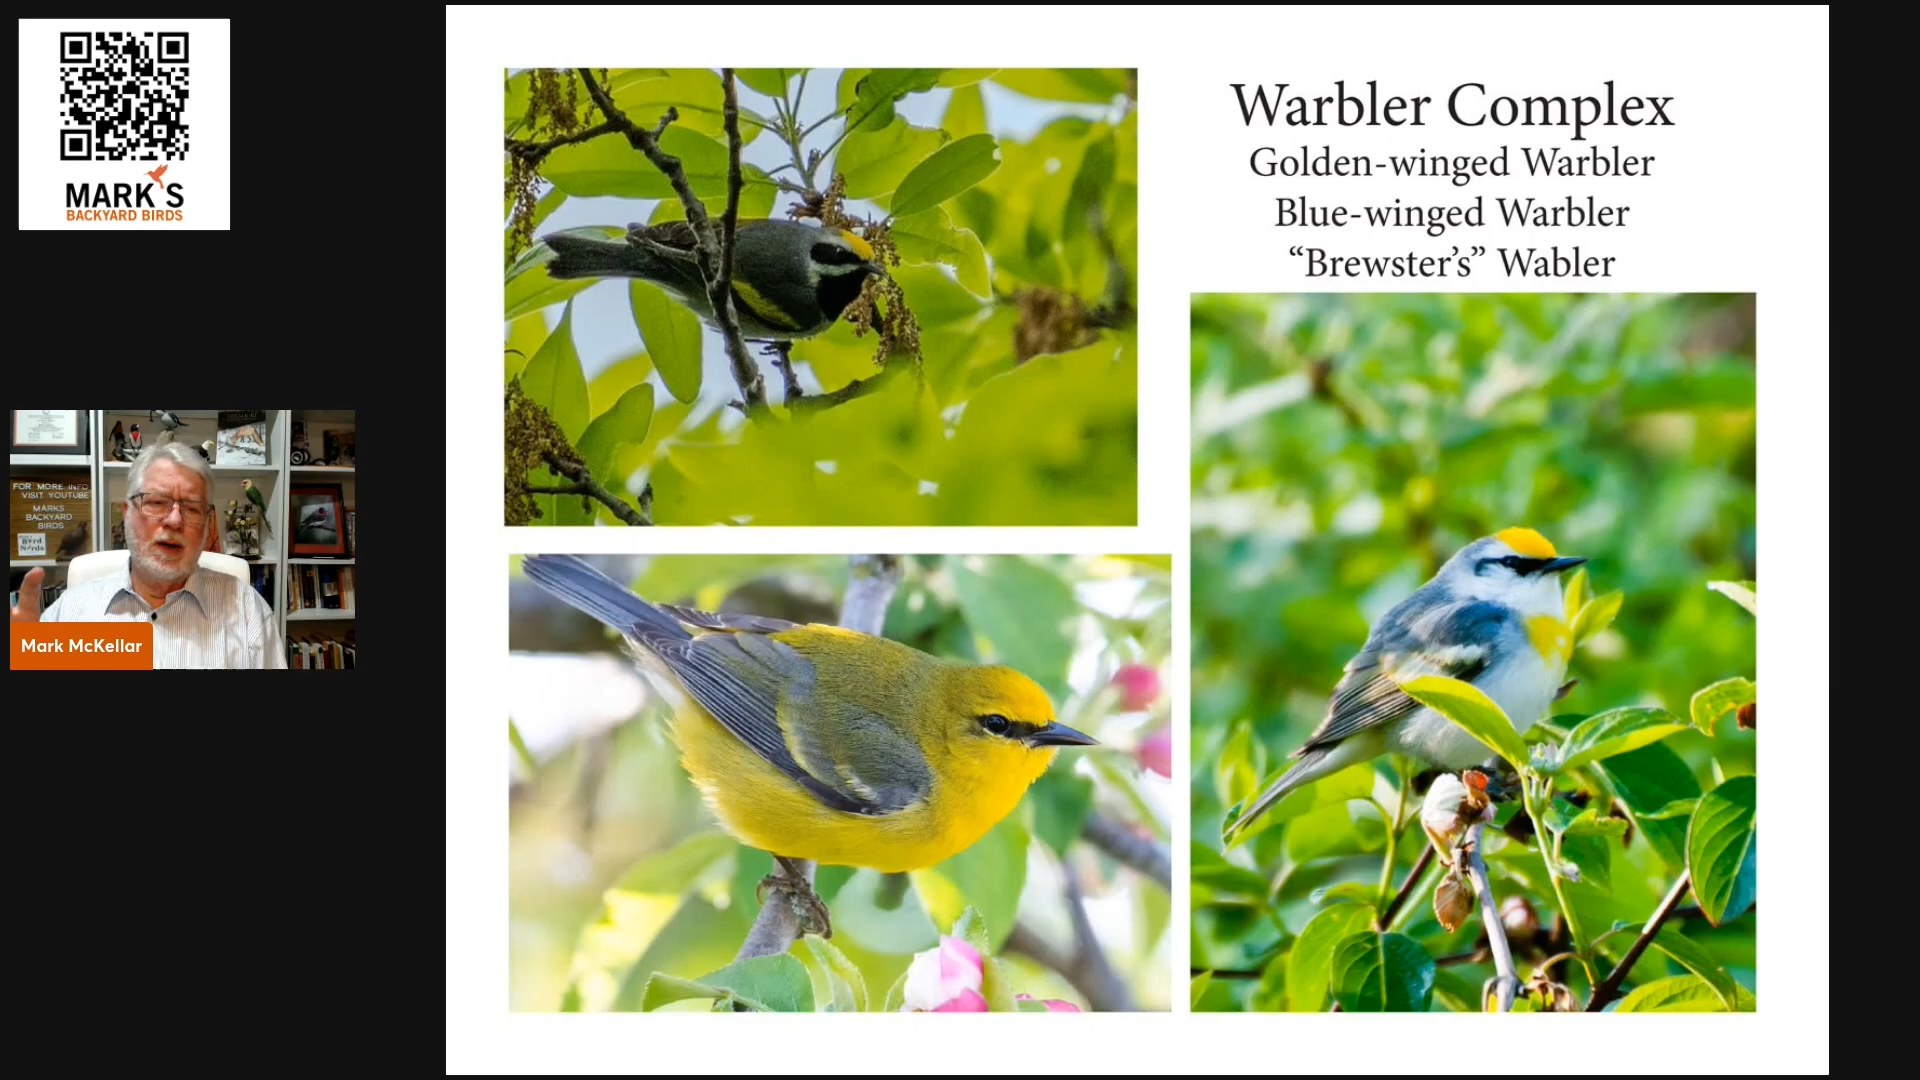 MARK'S
BACKYARD BIRDS
Warbler Complex
Golden-winged Warbler
Blue-winged Warbler
“Brewster’s” Wabler
FOR MORE INFO
VISIT YOUTUBE
MARKS
BACKYARD
BIRDS
Mark McKellar